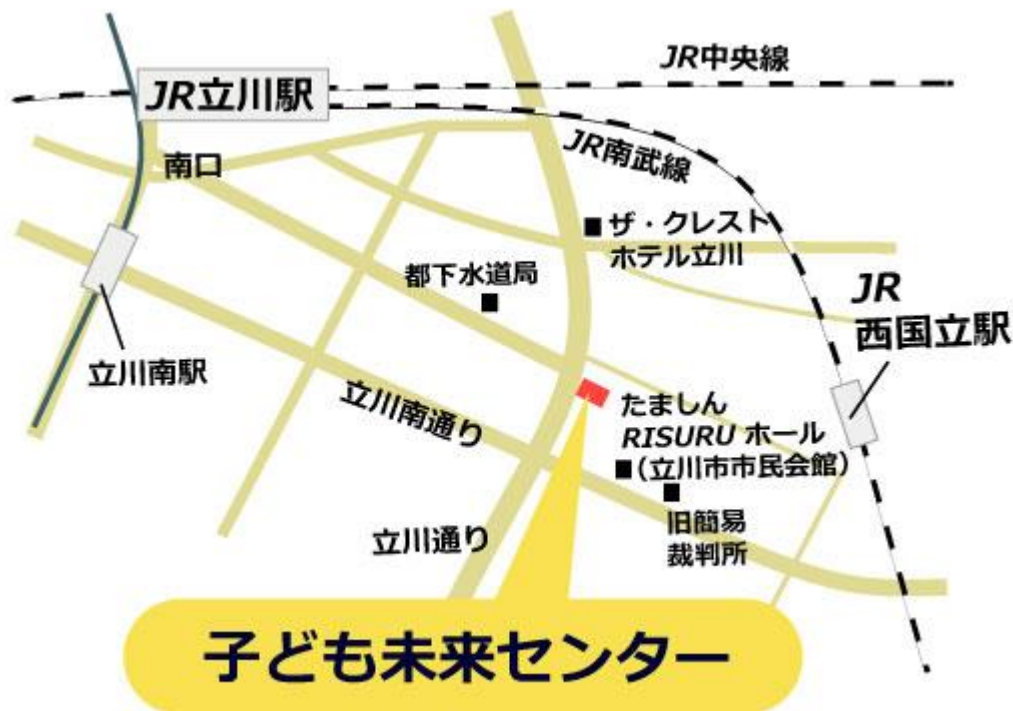 JR中央線
JR立川駅
JR南武線
南口
ザ・クレスト
ホテル立川
都下水道局
JR
西国立駅
立川南駅
立川南通り
たましん
RISURU ホール
(立川市市民会館)
旧簡易
裁判所
立川通り
子ども未来センター